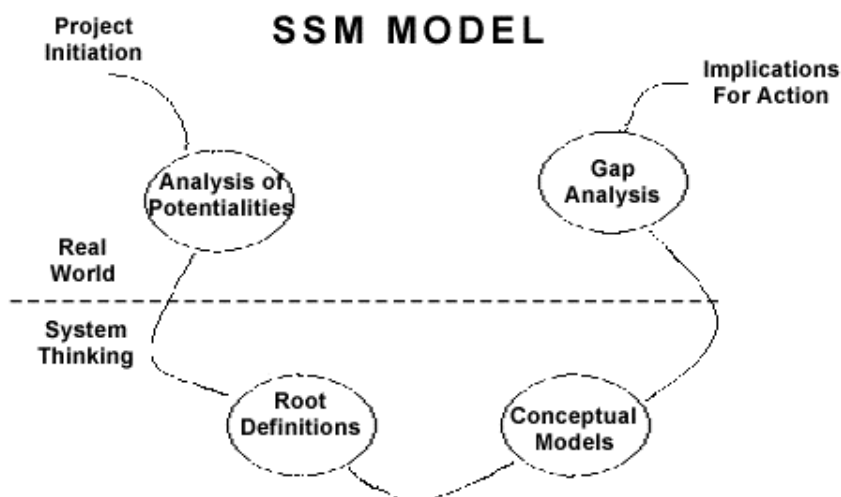 SSM MODEL
Project
Initiation
Implications
For Action
Analysis of
Potentialities
Gap
Analysis
Real
World
System
Thinking
Root
Definitions
Conceptual
Models